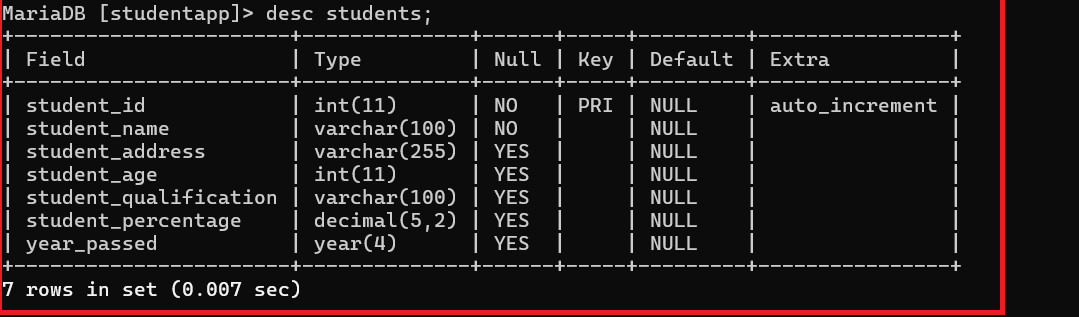 MariaDB [studentapp]> desc students;
+-----------------------+--------------+------+-----+---------+----------------+
| Field                 | Type         | Null | Key | Default | Extra          |
+-----------------------+--------------+------+-----+---------+----------------+
| student_id            | int(11)      | NO   | PRI | NULL    | auto_increment |
| student_name          | varchar(100) | NO   |     | NULL    |                |
| student_address       | varchar(255) | YES  |     | NULL    |                |
| student_age           | int(11)      | YES  |     | NULL    |                |
| student_qualification | varchar(100) | YES  |     | NULL    |                |
| student_percentage    | decimal(5,2) | YES  |     | NULL    |                |
| year_passed           | year(4)      | YES  |     | NULL    |                |
+-----------------------+--------------+------+-----+---------+----------------+
7 rows in set (0.007 sec)